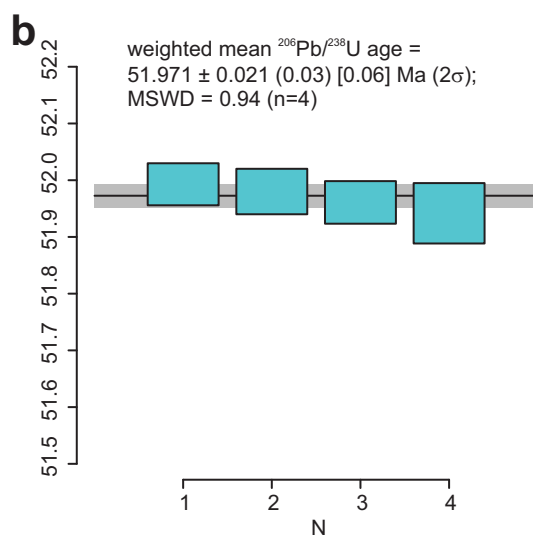 b
weighted mean ²⁰⁶Pb/²³⁸U age =
51.971 ± 0.021 (0.03) [0.06] Ma (2σ);
MSWD = 0.94 (n=4)
52.2
52.1
52.0
51.9
51.8
51.7
51.6
51.5
1 2 3 4
N